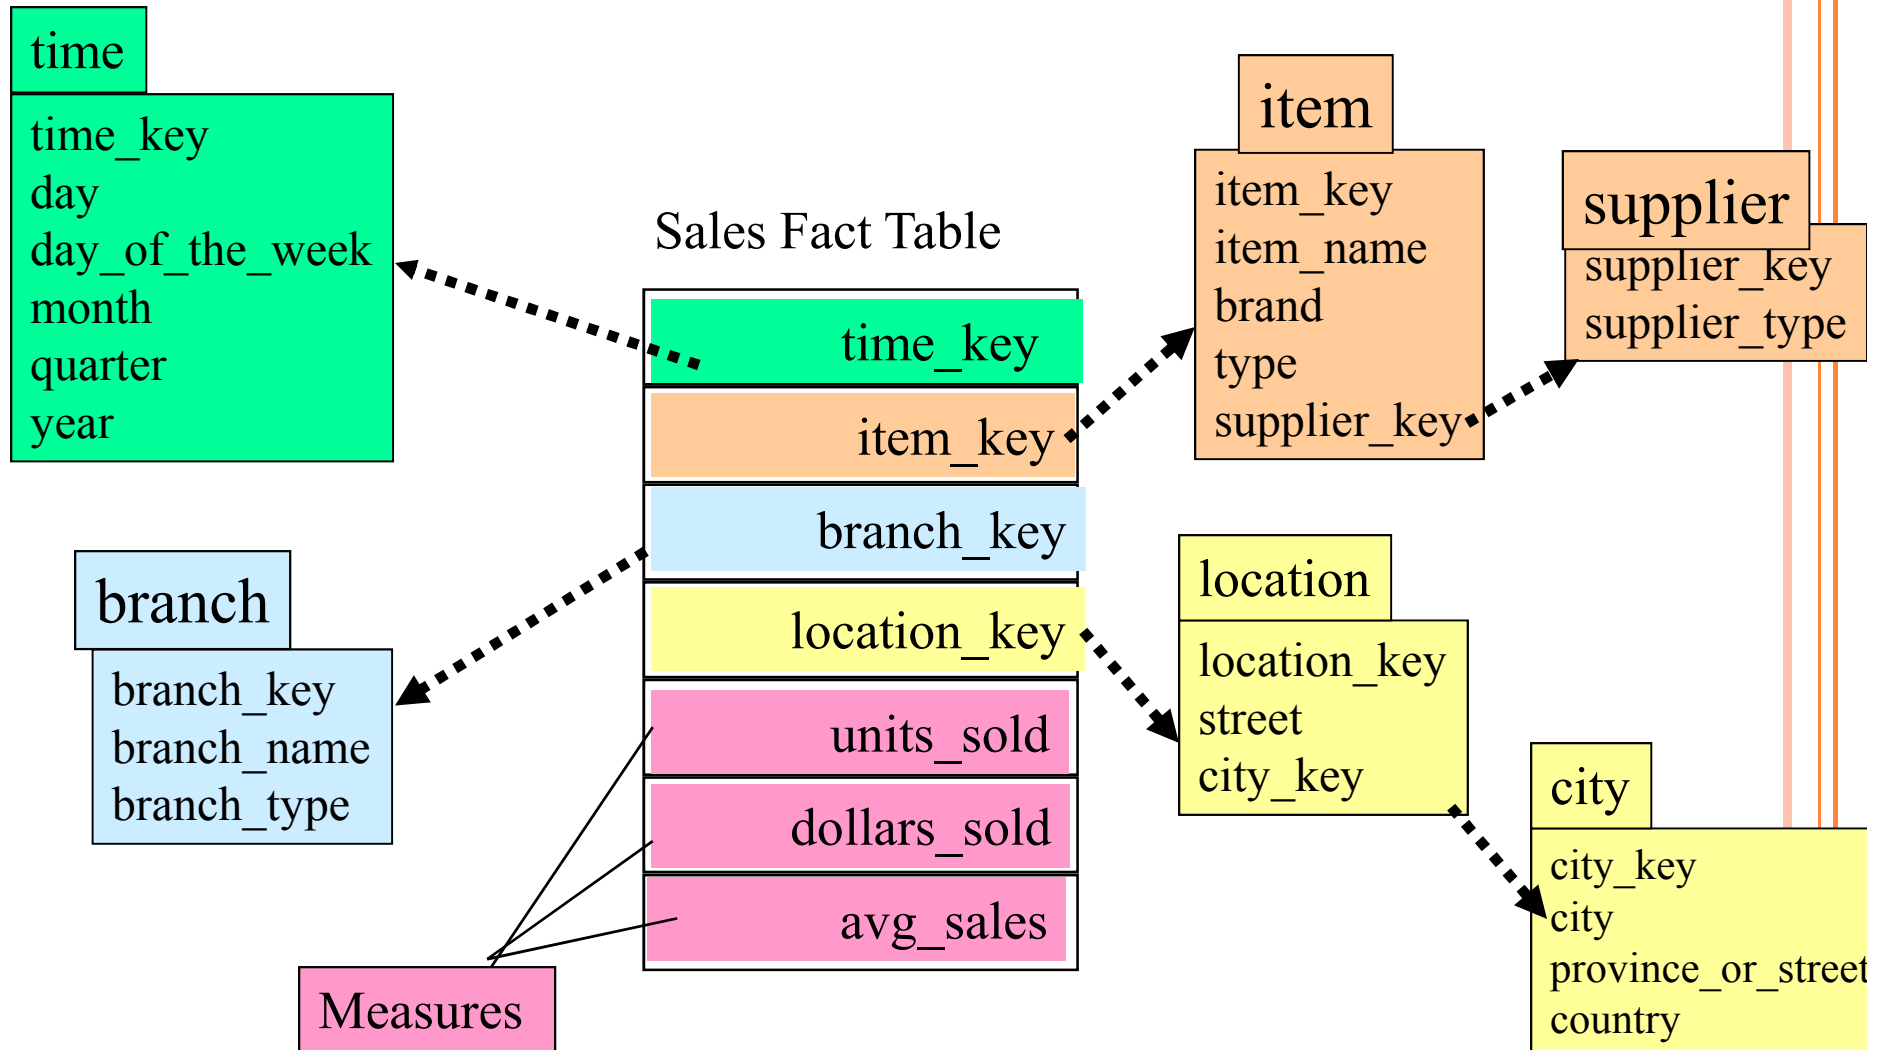 time
time_key
day
day_of_the_week
month
quarter
year
branch
branch_key
branch_name
branch_type
Sales Fact Table
time_key
item_key
branch_key
location_key
units_sold
dollars_sold
avg_sales
Measures
item
item_key
item_name
brand
type
supplier_key
supplier
supplier_key
supplier_type
location
location_key
street
city_key
city
city_key
city
province_or_street
country